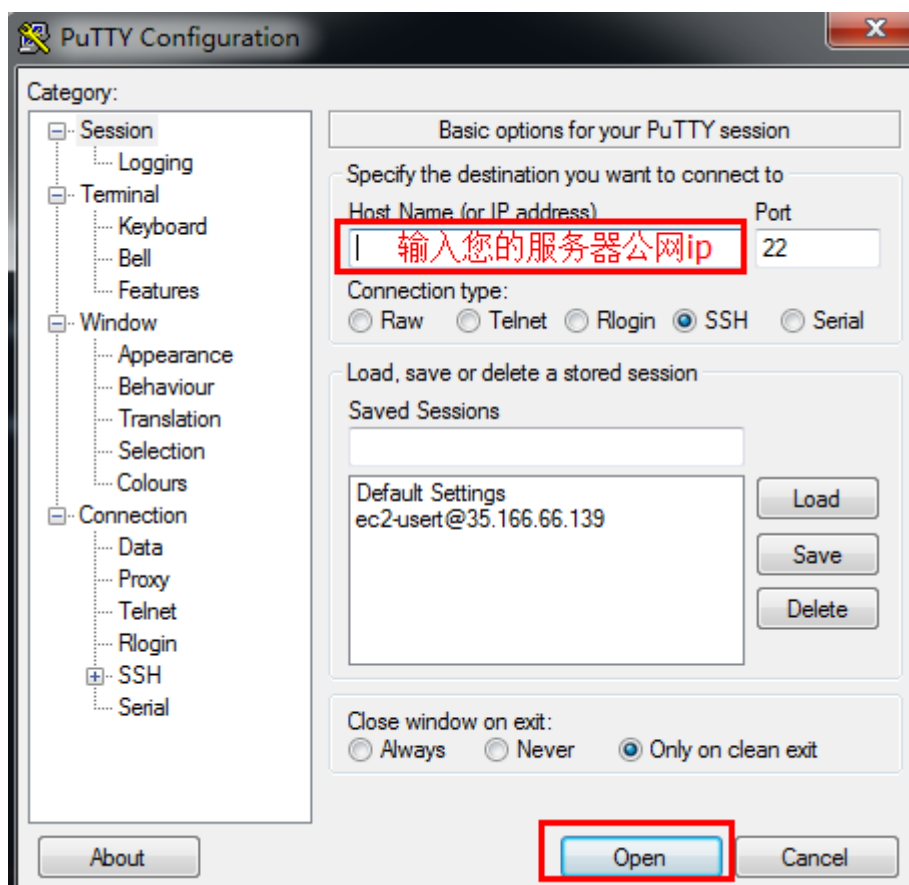 PuTTY Configuration
Category:
Session
Logging
Terminal
Keyboard
Bell
Features
Window
Appearance
Behaviour
Translation
Selection
Colours
Connection
Data
Proxy
Telnet
Rlogin
SSH
Serial
Basic options for your PuTTY session
Specify the destination you want to connect to
Host Name (or IP address) Port
输入您的服务器公网ip 22
Connection type:
Raw Telnet Rlogin SSH Serial
Load, save or delete a stored session
Saved Sessions
Default Settings
ec2-usert@35.166.66.139
Load
Save
Delete
Close window on exit:
Always Never Only on clean exit
About Open Cancel